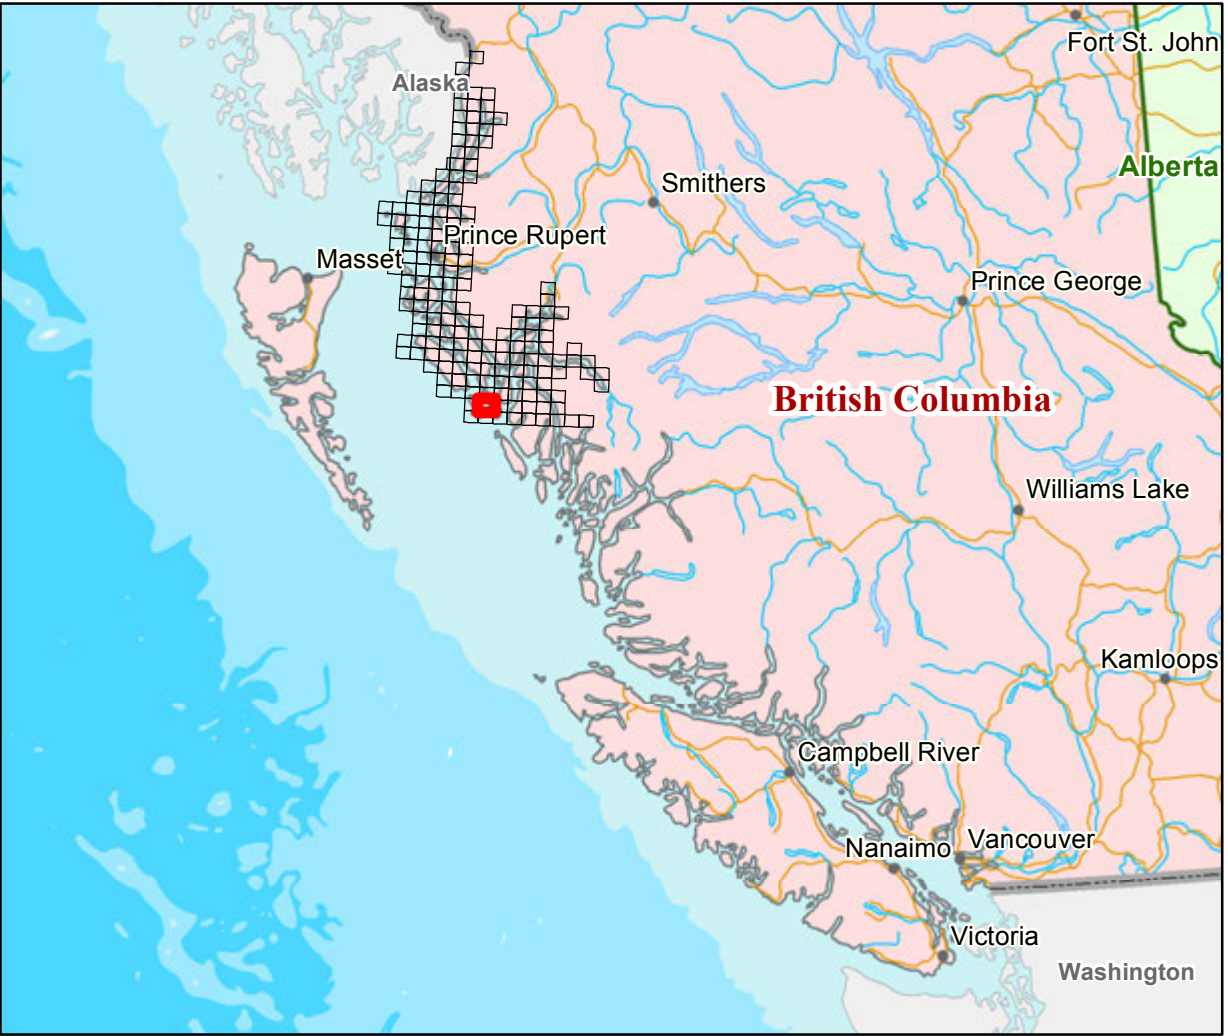 Fort St. John
Alaska
Alberta
Smithers
Prince Rupert
Masset
Prince George
British Columbia
Williams Lake
Kamloops
Campbell River
Vancouver
Nanaimo
Victoria
Washington